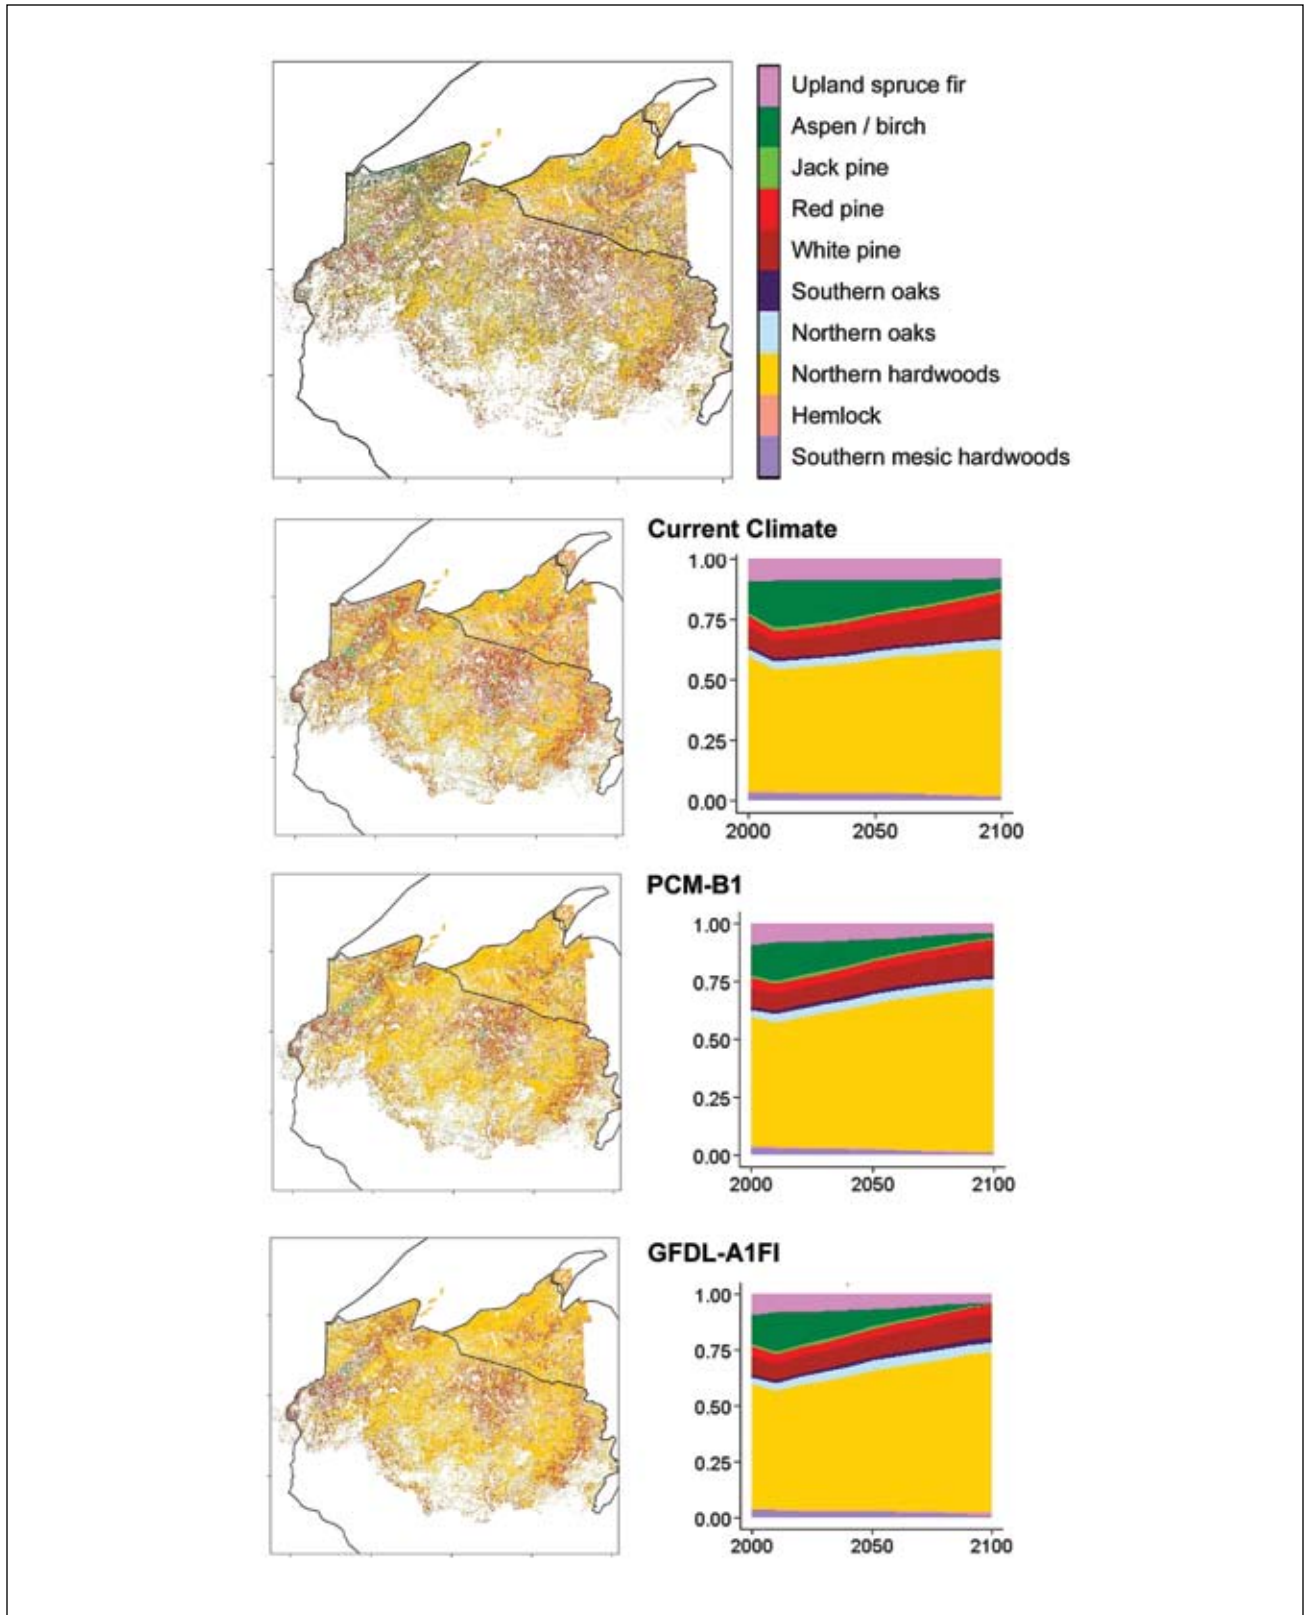 Upland spruce fir
Aspen / birch
Jack pine
Red pine
White pine
Southern oaks
Northern oaks
Northern hardwoods
Hemlock
Southern mesic hardwoods
Current Climate
1.00
0.75
0.50
0.25
0.00
2000 2050 2100
PCM-B1
1.00
0.75
0.50
0.25
0.00
2000 2050 2100
GFDL-A1FI
1.00
0.75
0.50
0.25
0.00
2000 2050 2100